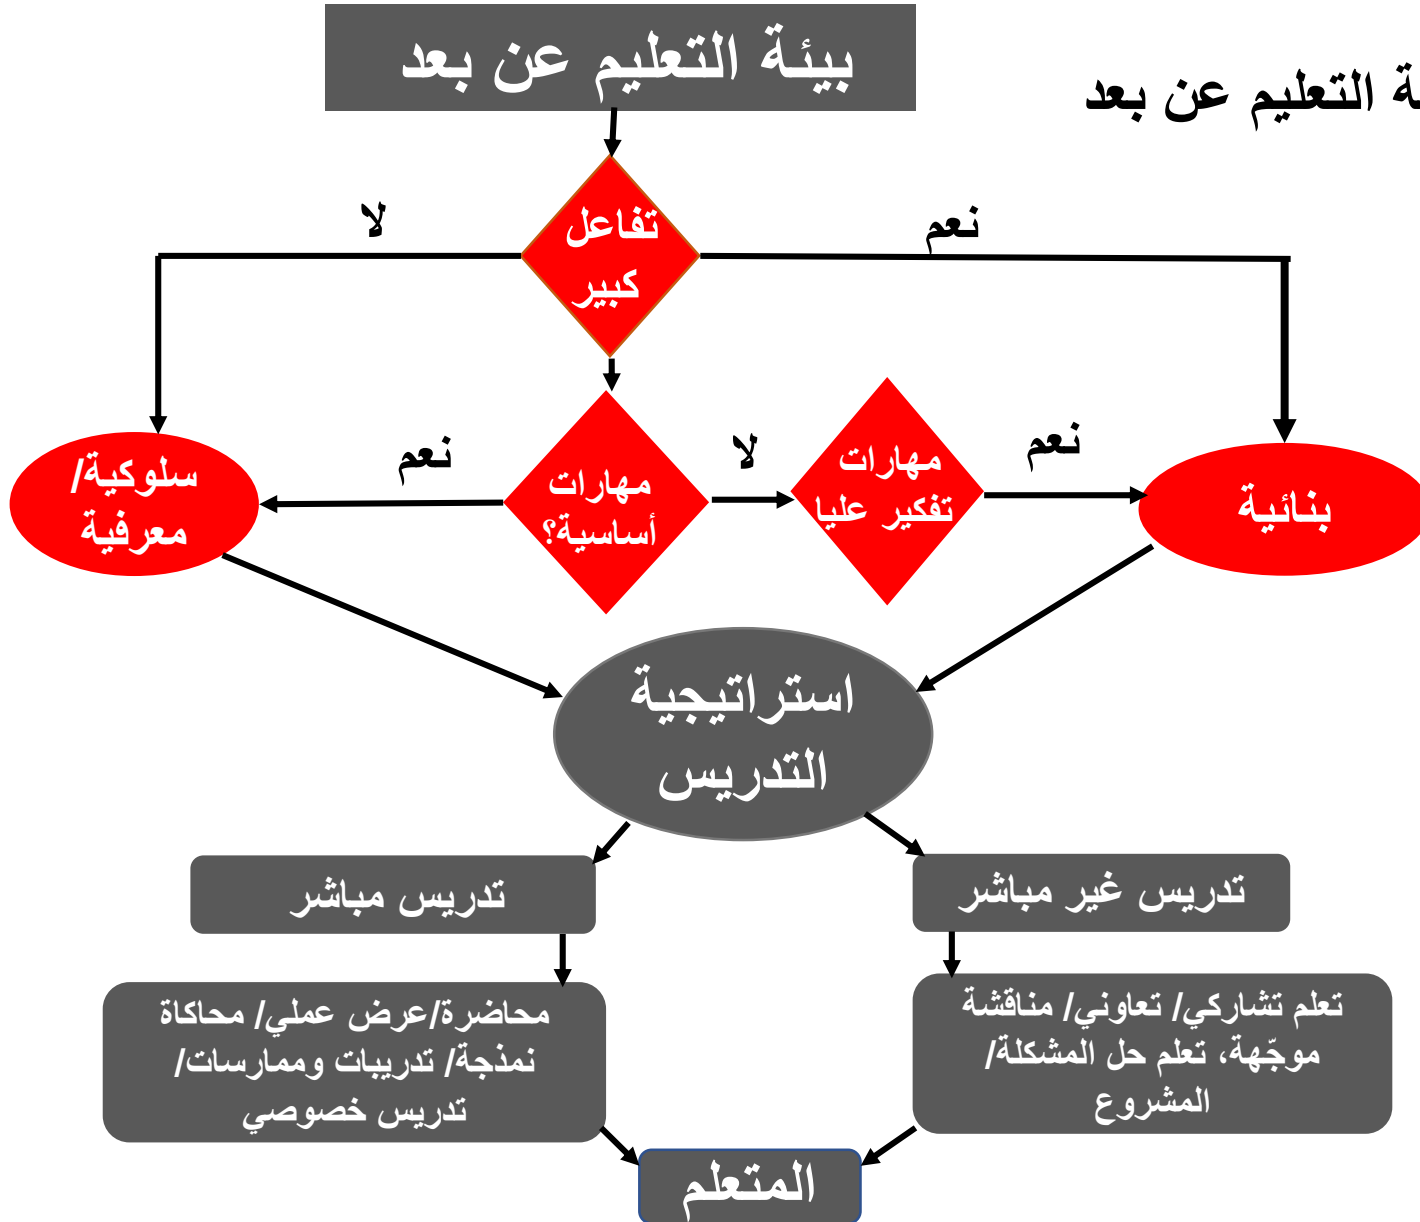 بيئة التعليم عن بعد
التعليم عن بعد
تفاعل
كبير
لا
نعم
سلوكية/
معرفية
نعم
مهارات
أساسية؟
لا
مهارات
تفكير عليا
نعم
بنائية
استراتيجية
التدريس
تدريس غير مباشر
تدريس مباشر
تعلم تشاركي/ تعاوني/ مناقشة
موجّهة، تعلم حل المشكلة/
المشروع
محاضرة/عرض عملي/ محاكاة
نمذجة/ تدريبات وممارسات/
تدريس خصوصي
المتعلم